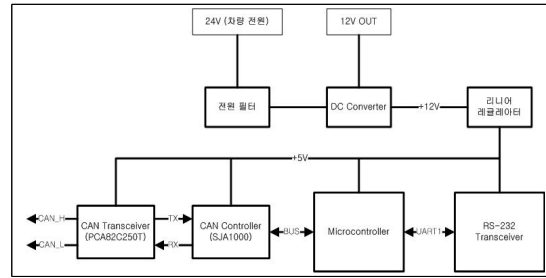 24V (차량 전원)
12V OUT
전원 필터
DC Converter
+12V
리니어
레귤레이터
+5V
CAN_H
CAN_L
CAN Transceiver
(PCA82C250T)
TX
RX
CAN Controller
(SJA1000)
BUS
Microcontroller
UART1
RS-232
Transceiver